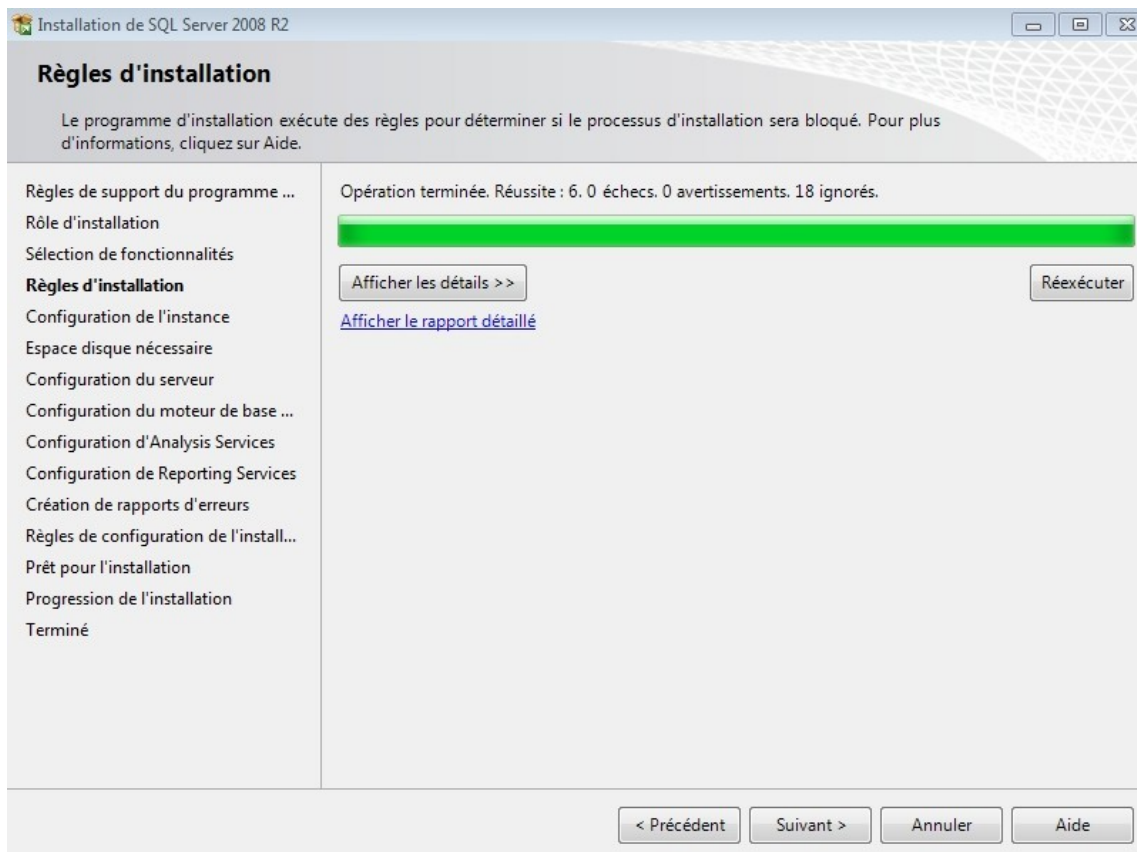 Installation de SQL Server 2008 R2
Règles d'installation
Le programme d'installation exécute des règles pour déterminer si le processus d'installation sera bloqué. Pour plus
d'informations, cliquez sur Aide.
Règles de support du programme ...
Rôle d'installation
Sélection de fonctionnalités
Règles d'installation
Configuration de l'instance
Espace disque nécessaire
Configuration du serveur
Configuration du moteur de base ...
Configuration d'Analysis Services
Configuration de Reporting Services
Création de rapports d'erreurs
Règles de configuration de l'install...
Prêt pour l'installation
Progression de l'installation
Terminé
Opération terminée. Réussite : 6. 0 échecs. 0 avertissements. 18 ignorés.
Afficher les détails >>
Réexécuter
Afficher le rapport détaillé
< Précédent
Suivant >
Annuler
Aide